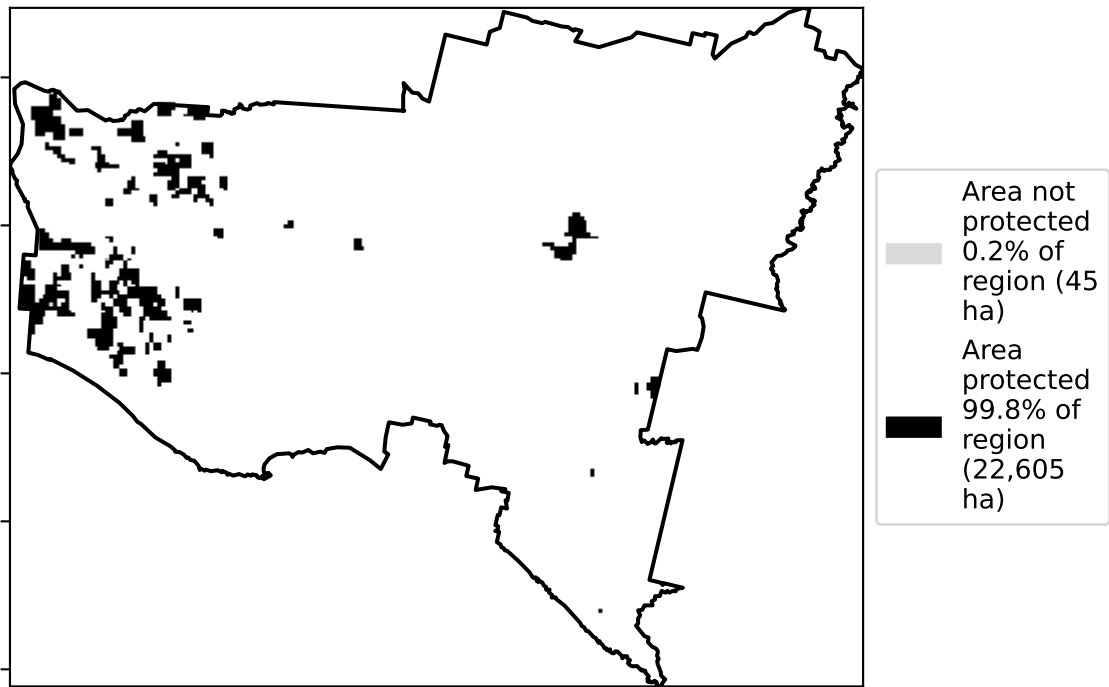 Area not
protected
0.2% of
region (45
ha)
Area
protected
99.8% of
region
(22,605
ha)